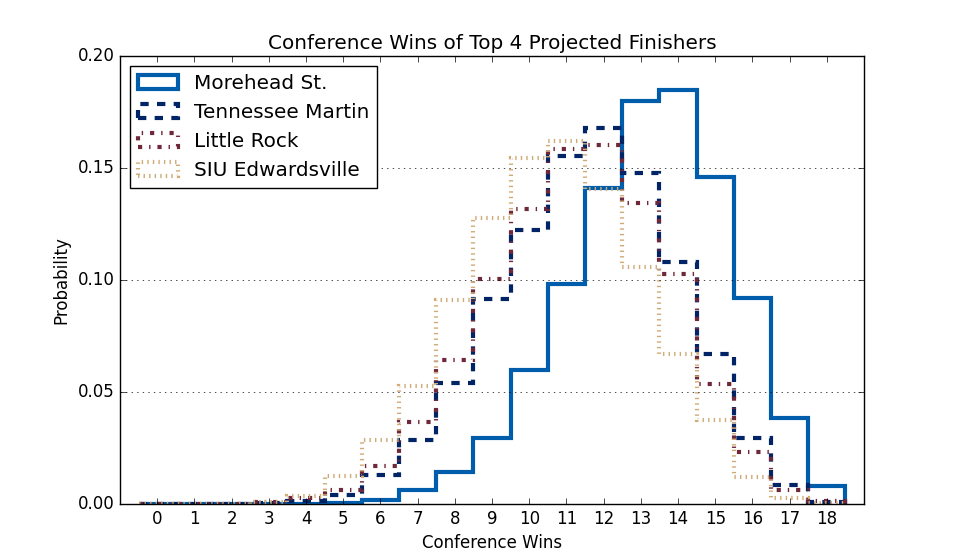 Conference Wins of Top 4 Projected Finishers
0.20
Morehead St.
Tennessee Martin
Little Rock
SIU Edwardsville
0.15
0.10
0.05
0.00
Probability
0 1 2 3 4 5 6 7 8 9 10 11 12 13 14 15 16 17 18
Conference Wins